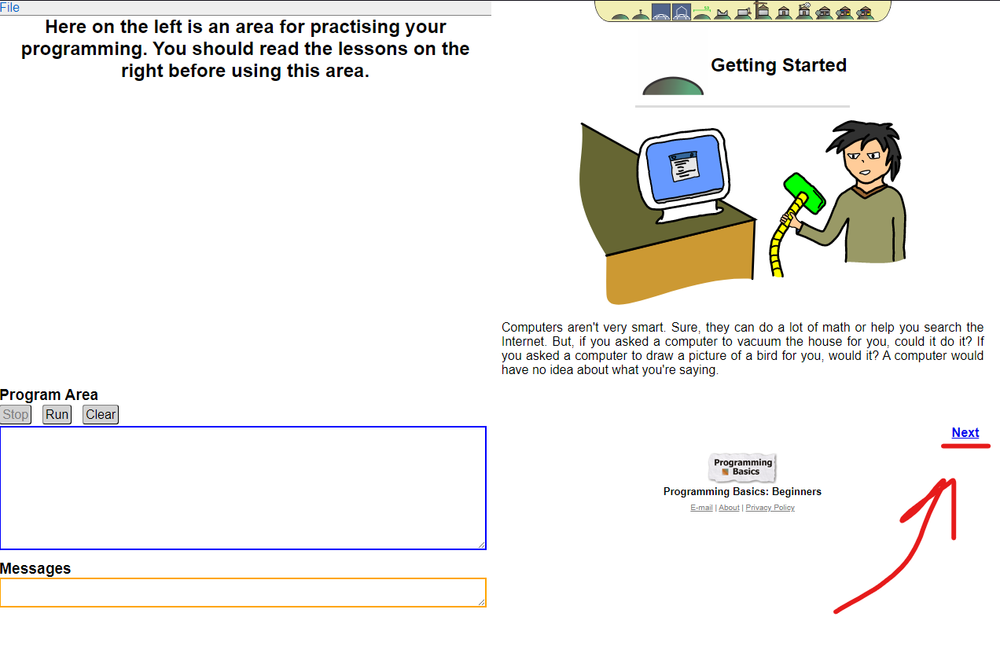 File
Here on the left is an area for practising your
programming. You should read the lessons on the
right before using this area.
Program Area
Stop Run Clear
Messages
Getting Started
Computers aren't very smart. Sure, they can do a lot of math or help you search the
Internet. But, if you asked a computer to vacuum the house for you, could it do it? If
you asked a computer to draw a picture of a bird for you, would it? A computer would
have no idea about what you're saying.
Next
Programming
Basics
Programming Basics: Beginners
E-mail | About | Privacy Policy